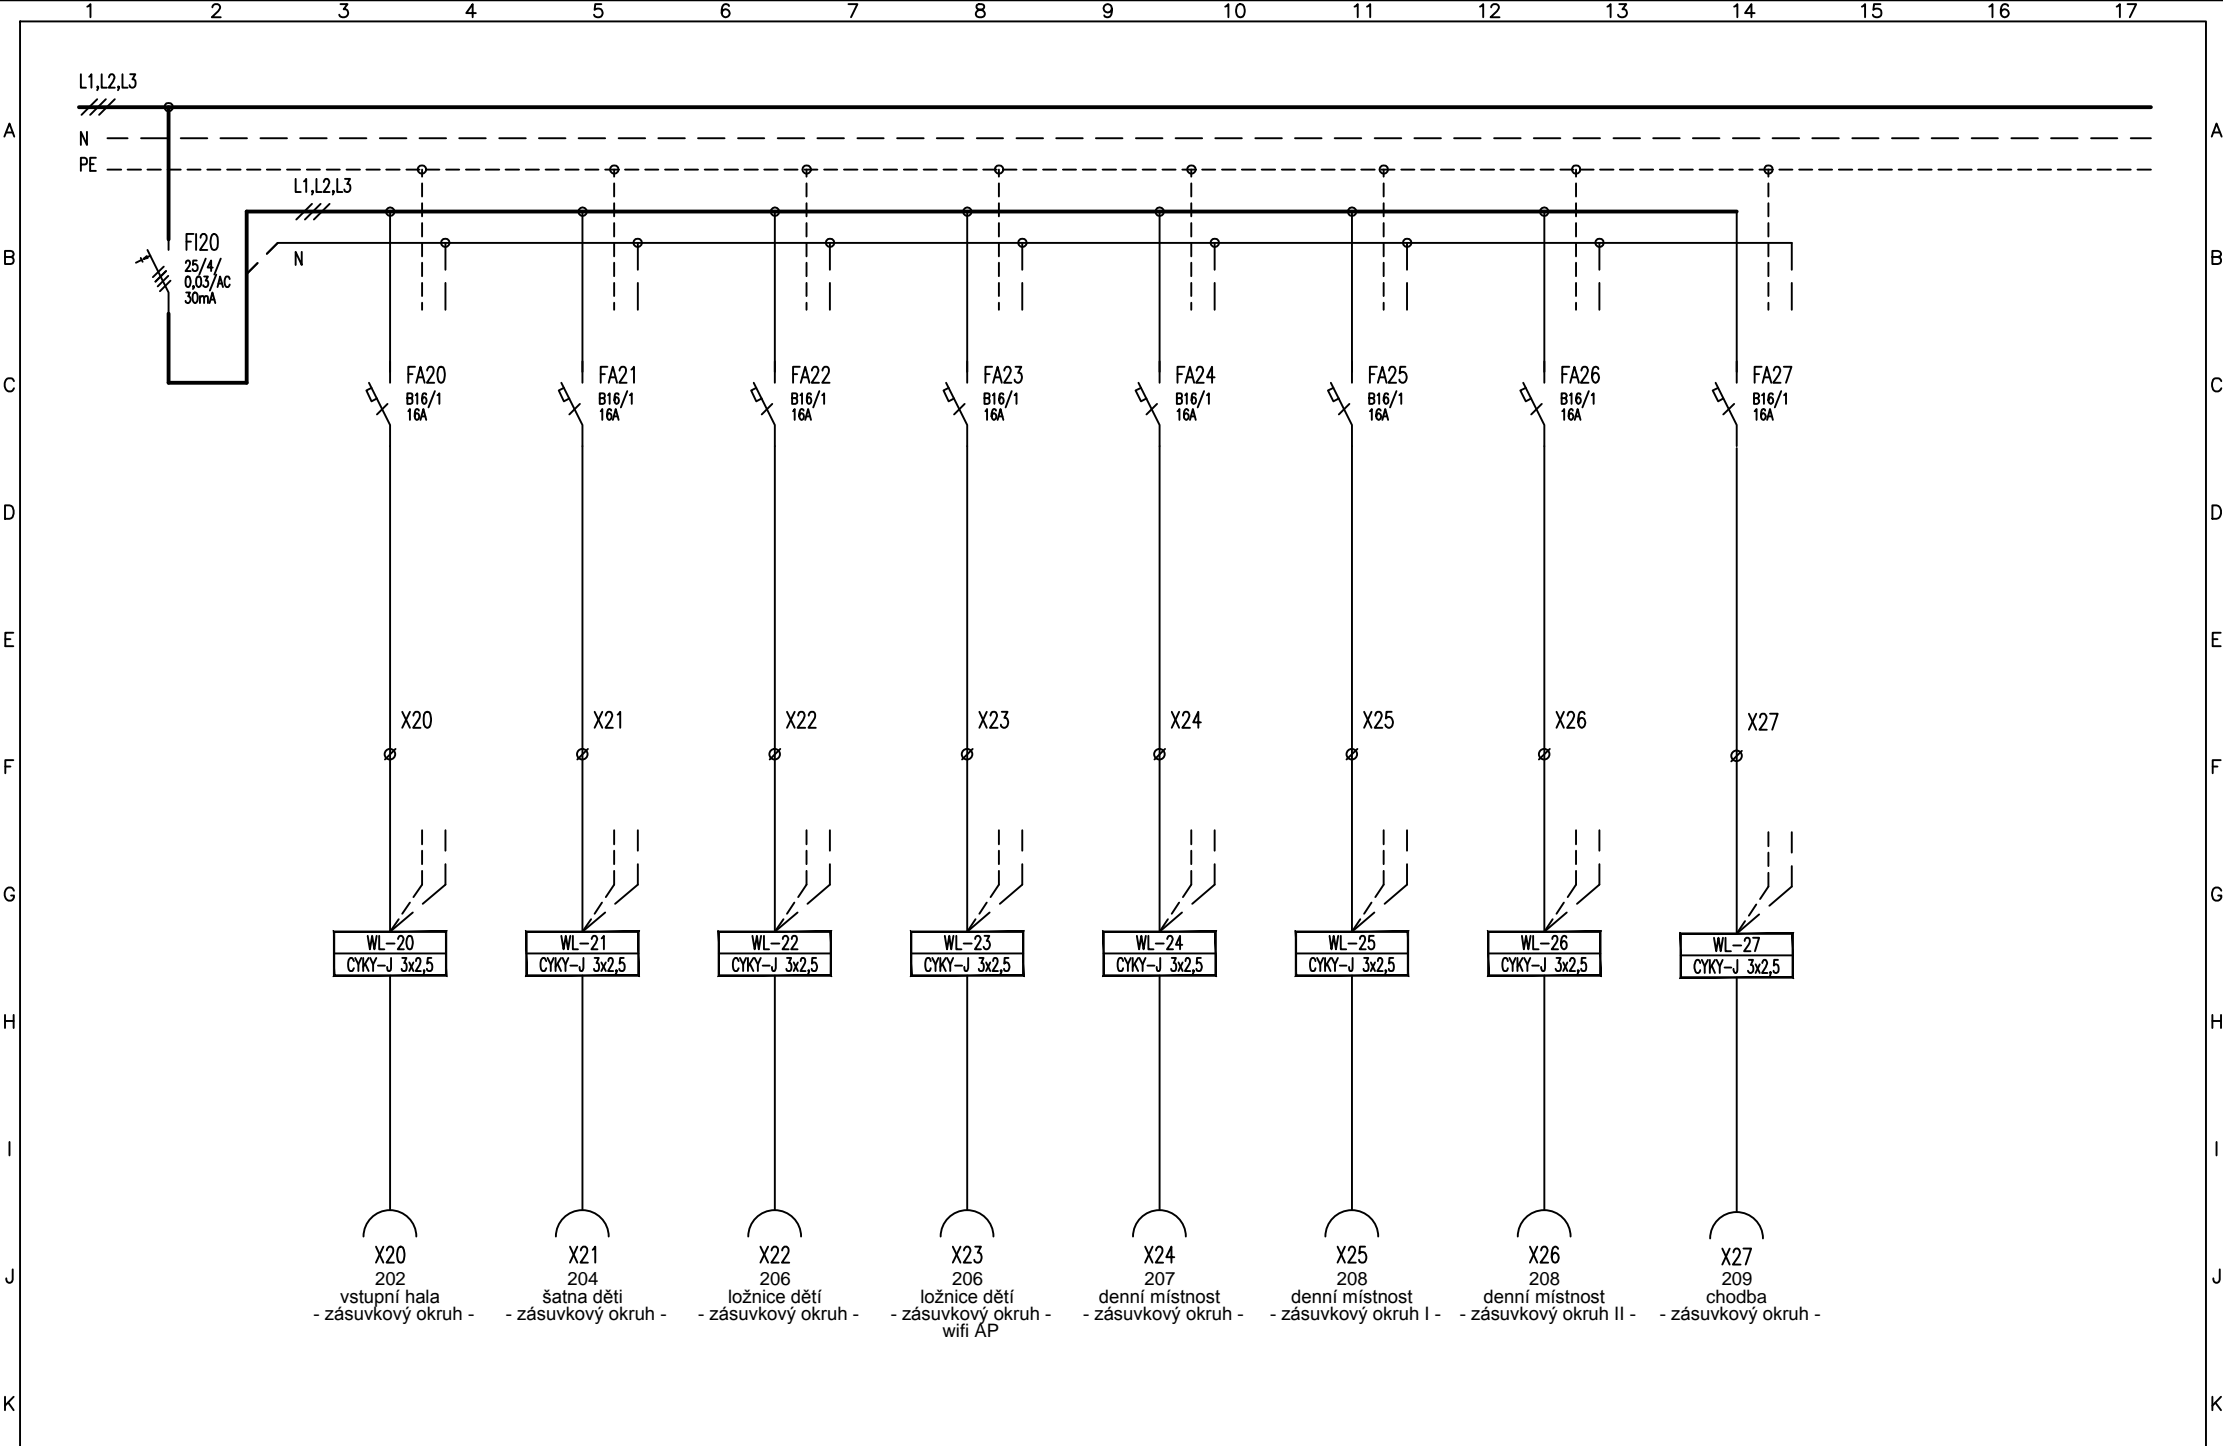 1 2 3 4 5 6 7 8 9 10 11 12 13 14 15 16 17
L1,L2,L3
A A
N
PE
L1,L2,L3
FI20
B N B
25/4/
0,03/AC
30mA
FA20 FA21 FA22 FA23 FA24 FA25 FA26 FA27
C C
B16/1 B16/1 B16/1 B16/1 B16/1 B16/1 B16/1 B16/1
16A 16A 16A 16A 16A 16A 16A 16A
D D
E E
X20 X21 X22 X23 X24 X25 X26 X27
F F
G G
WL-20 WL-21 WL-22 WL-23 WL-24 WL-25 WL-26 WL-27
CYKY-J 3x2,5 CYKY-J 3x2,5 CYKY-J 3x2,5 CYKY-J 3x2,5 CYKY-J 3x2,5 CYKY-J 3x2,5 CYKY-J 3x2,5 CYKY-J 3x2,5
H H
I I
X20 X21 X22 X23 X24 X25 X26 X27
J 202 204 206 206 207 208 208 209 J
vstupní hala šatna děti ložnice dětí ložnice dětí denní místnost denní místnost denní místnost chodba
- zásuvkový okruh - - zásuvkový okruh - - zásuvkový okruh - - zásuvkový okruh - - zásuvkový okruh - - zásuvkový okruh I - - zásuvkový okruh II - - zásuvkový okruh -
wifi AP
K K